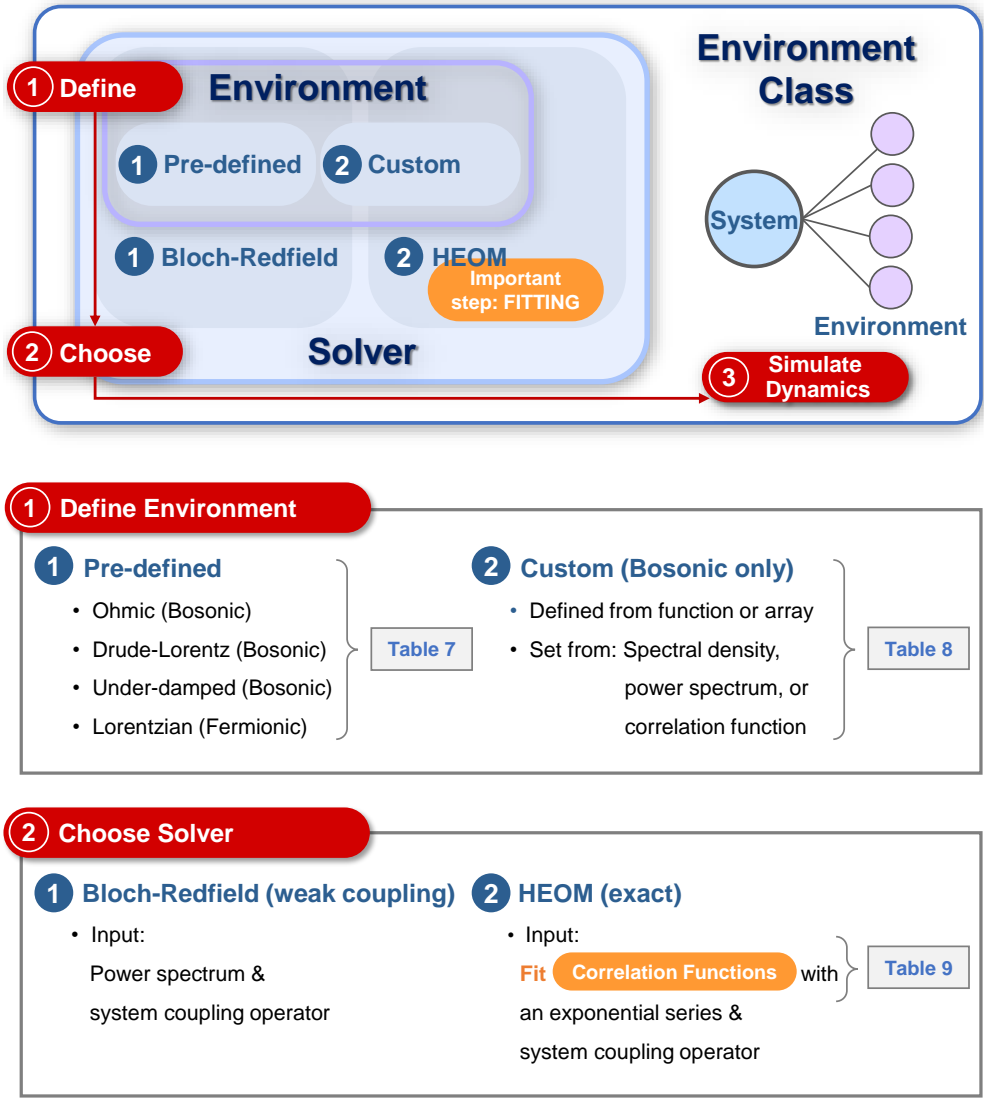 Environment
Class
1 Define
Environment
1 Pre-defined
2 Custom
1 Bloch-Redfield
2 HEOM
Important
step: FITTING
System
Environment
2 Choose
Solver
3 Simulate
Dynamics
1 Define Environment
1 Pre-defined
• Ohmic (Bosonic)
• Drude-Lorentz (Bosonic)
• Under-damped (Bosonic)
• Lorentzian (Fermionic)
Table 7
2 Custom (Bosonic only)
• Defined from function or array
• Set from: Spectral density,
power spectrum, or
correlation function
Table 8
2 Choose Solver
1 Bloch-Redfield (weak coupling)
• Input:
Power spectrum &
system coupling operator
2 HEOM (exact)
• Input:
Fit Correlation Functions with
an exponential series &
system coupling operator
Table 9